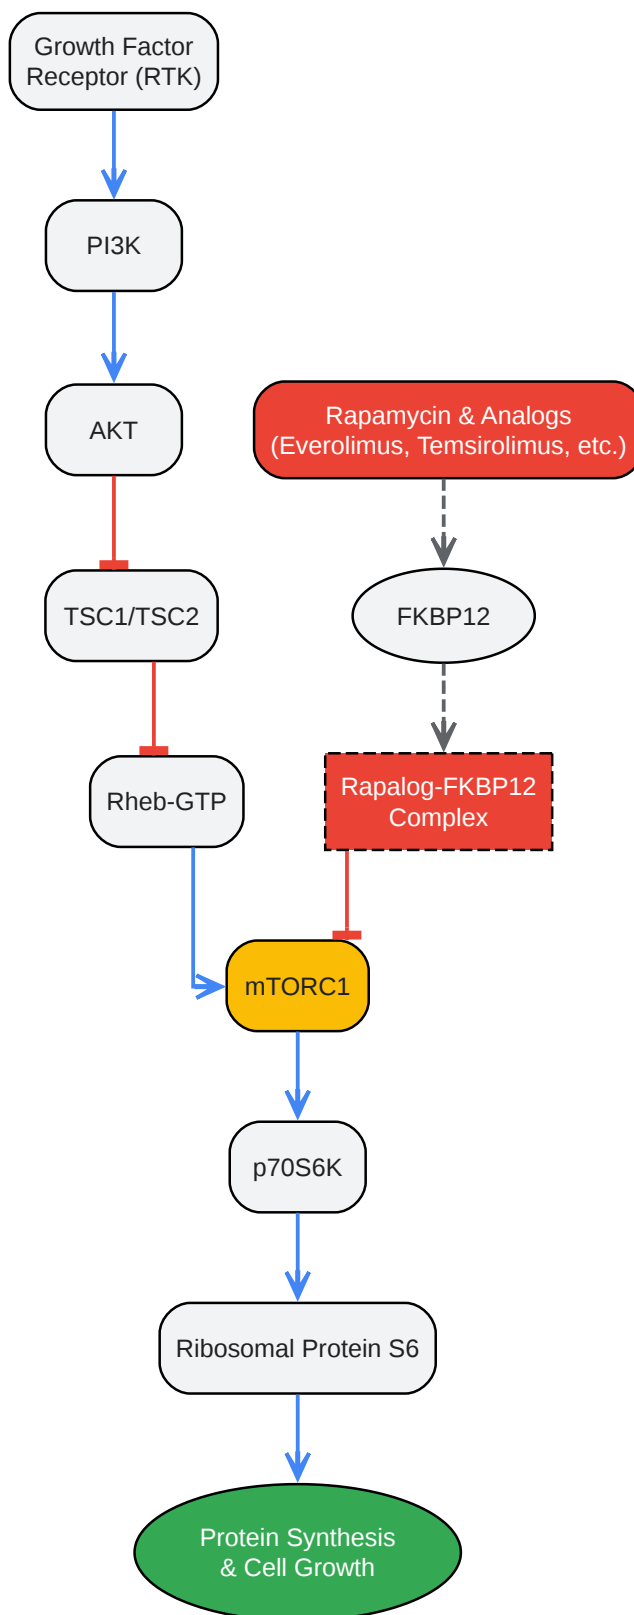 Growth Factor
Receptor (RTK)
PI3K
AKT
Rapamycin & Analogs
(Everolimus, Temsirolimus, etc.)
TSC1/TSC2
FKBP12
Rheb-GTP
Rapalog-FKBP12
Complex
mTORC1
p70S6K
Ribosomal Protein S6
Protein Synthesis
& Cell Growth